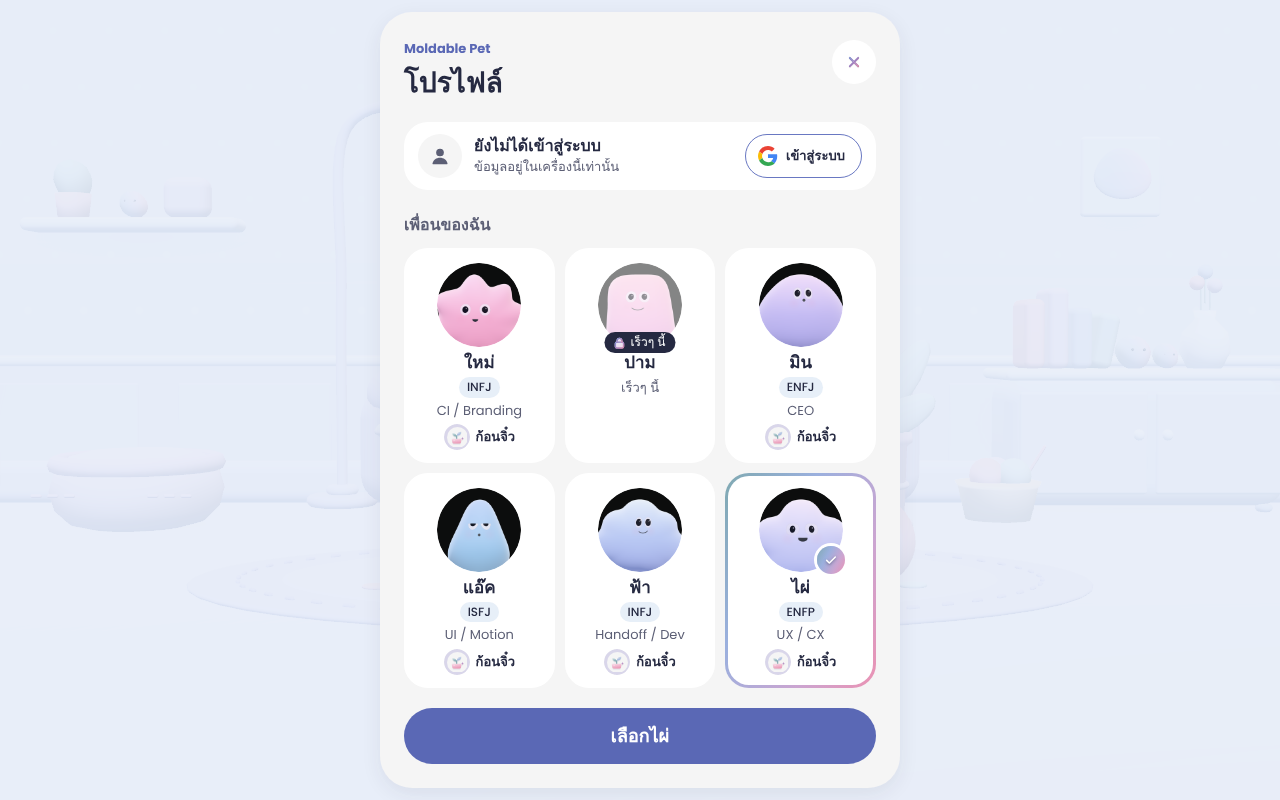 Moldable Pet
โปรไฟล์
ยังไม่ได้เข้าสู่ระบบ
ข้อมูลอยู่ในเครื่องนี้เท่านั้น
เข้าสู่ระบบ
เพื่อนของฉัน
ใหม่
INFJ
CI / Branding
ก้อนจิ๋ว
เร็วๆ นี้
ปาม
เร็วๆ นี้
มิน
ENFJ
CEO
ก้อนจิ๋ว
แอ๊ค
ISFJ
UI / Motion
ก้อนจิ๋ว
ฟ้า
INFJ
Handoff / Dev
ก้อนจิ๋ว
ไผ่
ENFP
UX / CX
ก้อนจิ๋ว
เลือกไผ่